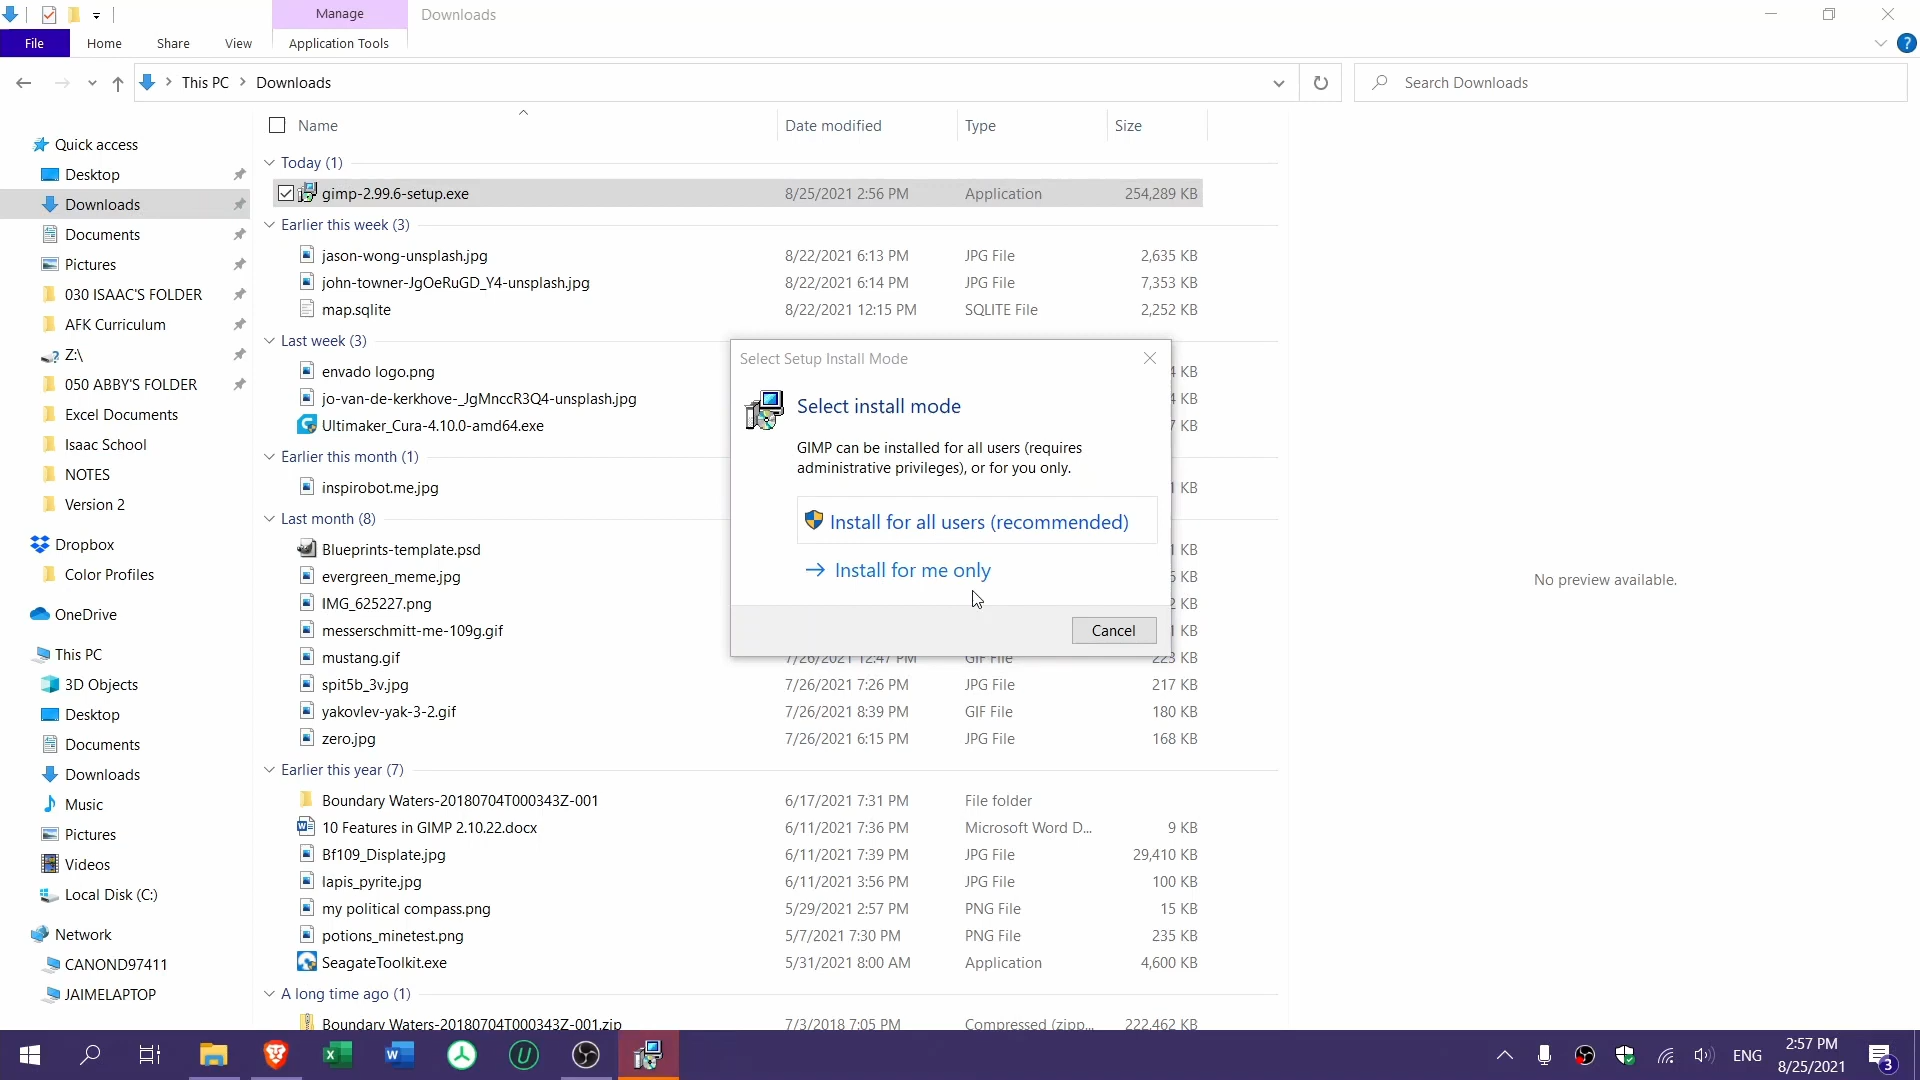 Manage
Downloads
File
Home
Share
View
Application Tools
?
This PC
Downloads
Search Downloads
Name
Date modified
Type
Size
Quick access
Desktop
Downloads
Documents
Pictures
030 ISAAC'S FOLDER
AFK Curriculum
Z:\
050 ABBY'S FOLDER
Excel Documents
Isaac School
NOTES
Version 2
Dropbox
Color Profiles
OneDrive
This PC
3D Objects
Desktop
Documents
Downloads
Music
Pictures
Videos
Local Disk (C:)
Network
CANOND97411
JAIMELAPTOP
Today (1)
gimp-2.99.6-setup.exe 8/25/2021 2:56 PM Application 254,289 KB
Earlier this week (3)
jason-wong-unsplash.jpg 8/22/2021 6:13 PM JPG File 2,635 KB
john-towner-JgOeRuGD_Y4-unsplash.jpg 8/22/2021 6:14 PM JPG File 7,353 KB
map.sqlite 8/22/2021 12:15 PM SQLITE File 2,252 KB
Last week (3)
envado logo.png KB
jo-van-de-kerkhove-_JgMnccR3Q4-unsplash.jpg KB
Ultimaker_Cura-4.10.0-amd64.exe KB
Earlier this month (1)
inspirobot.me.jpg KB
Last month (8)
Blueprints-template.psd KB
evergreen_meme.jpg KB
IMG_625227.png KB
messerschmitt-me-109g.gif KB
mustang.gif 7/26/2021 12:47 PM GIF File 223 KB
spit5b_3v.jpg 7/26/2021 7:26 PM JPG File 217 KB
yakovlev-yak-3-2.gif 7/26/2021 8:39 PM GIF File 180 KB
zero.jpg 7/26/2021 6:15 PM JPG File 168 KB
Earlier this year (7)
Boundary Waters-20180704T000343Z-001 6/17/2021 7:31 PM File folder
10 Features in GIMP 2.10.22.docx 6/11/2021 7:36 PM Microsoft Word D... 9 KB
Bf109_Displate.jpg 6/11/2021 7:39 PM JPG File 29,410 KB
lapis_pyrite.jpg 6/11/2021 3:56 PM JPG File 100 KB
my political compass.png 5/29/2021 2:57 PM PNG File 15 KB
potions_minetest.png 5/7/2021 7:30 PM PNG File 235 KB
SeagateToolkit.exe 5/31/2021 8:00 AM Application 4,600 KB
A long time ago (1)
Boundary Waters-20180704T000343Z-001.zip 7/3/2018 7:05 PM Compressed (zipp... 222,462 KB
Select Setup Install Mode
Select install mode
GIMP can be installed for all users (requires
administrative privileges), or for you only.
Install for all users (recommended)
Install for me only
Cancel
No preview available.
ENG
2:57 PM
8/25/2021
3